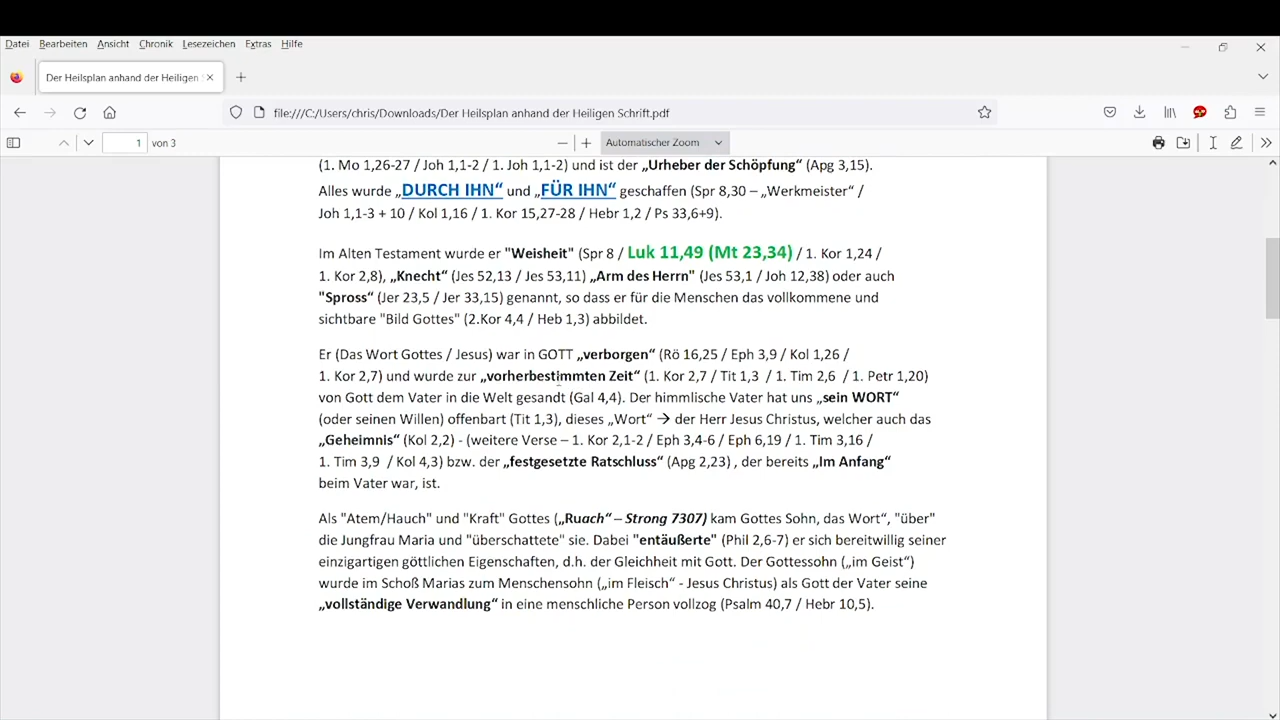 Datei Bearbeiten Ansicht Chronik Lesezeichen Extras Hilfe
Der Heilsplan anhand der Heiligen
file:///C:/Users/chris/Downloads/Der Heilsplan anhand der Heiligen Schrift.pdf
1 von 3 Automatischer Zoom
(1. Mo 1,26-27 / Joh 1,1-2 / 1. Joh 1,1-2) und ist der „Urheber der Schöpfung“ (Apg 3,15).
Alles wurde „DURCH IHN“ und „FÜR IHN“ geschaffen (Spr 8,30 – „Werkmeister“ /
Joh 1,1-3 + 10 / Kol 1,16 / 1. Kor 15,27-28 / Hebr 1,2 / Ps 33,6+9).
Im Alten Testament wurde er "Weisheit" (Spr 8 / Luk 11,49 (Mt 23,34) / 1. Kor 1,24 /
1. Kor 2,8), „Knecht“ (Jes 52,13 / Jes 53,11) „Arm des Herrn" (Jes 53,1 / Joh 12,38) oder auch
"Spross“ (Jer 23,5 / Jer 33,15) genannt, so dass er für die Menschen das vollkommene und
sichtbare "Bild Gottes" (2.Kor 4,4 / Heb 1,3) abbildet.
Er (Das Wort Gottes / Jesus) war in GOTT „verborgen“ (Rö 16,25 / Eph 3,9 / Kol 1,26 /
1. Kor 2,7) und wurde zur „vorherbestimmten Zeit“ (1. Kor 2,7 / Tit 1,3 / 1. Tim 2,6 / 1. Petr 1,20)
von Gott dem Vater in die Welt gesandt (Gal 4,4). Der himmlische Vater hat uns „sein WORT“
(oder seinen Willen) offenbart (Tit 1,3), dieses „Wort“ → der Herr Jesus Christus, welcher auch das
„Geheimnis“ (Kol 2,2) - (weitere Verse – 1. Kor 2,1-2 / Eph 3,4-6 / Eph 6,19 / 1. Tim 3,16 /
1. Tim 3,9 / Kol 4,3) bzw. der „festgesetzte Ratschluss“ (Apg 2,23) , der bereits „Im Anfang“
beim Vater war, ist.
Als "Atem/Hauch" und "Kraft" Gottes („Ruach“ – Strong 7307) kam Gottes Sohn, das Wort“, "über"
die Jungfrau Maria und "überschattete" sie. Dabei "entäußerte" (Phil 2,6-7) er sich bereitwillig seiner
einzigartigen göttlichen Eigenschaften, d.h. der Gleichheit mit Gott. Der Gottessohn („im Geist“)
wurde im Schoß Marias zum Menschensohn („im Fleisch“ - Jesus Christus) als Gott der Vater seine
„vollständige Verwandlung“ in eine menschliche Person vollzog (Psalm 40,7 / Hebr 10,5).